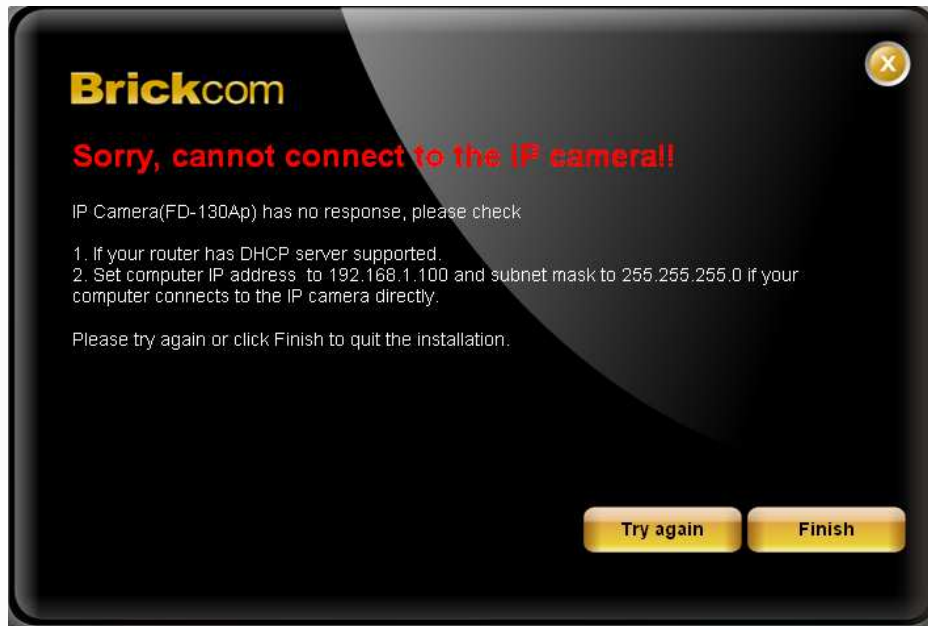 X
Brickcom
Sorry, cannot connect to the IP camera!!
IP Camera(FD-130Ap) has no response, please check
1. If your router has DHCP server supported.
2. Set computer IP address to 192.168.1.100 and subnet mask to 255.255.255.0 if your
computer connects to the IP camera directly.
Please try again or click Finish to quit the installation.
Try again
Finish